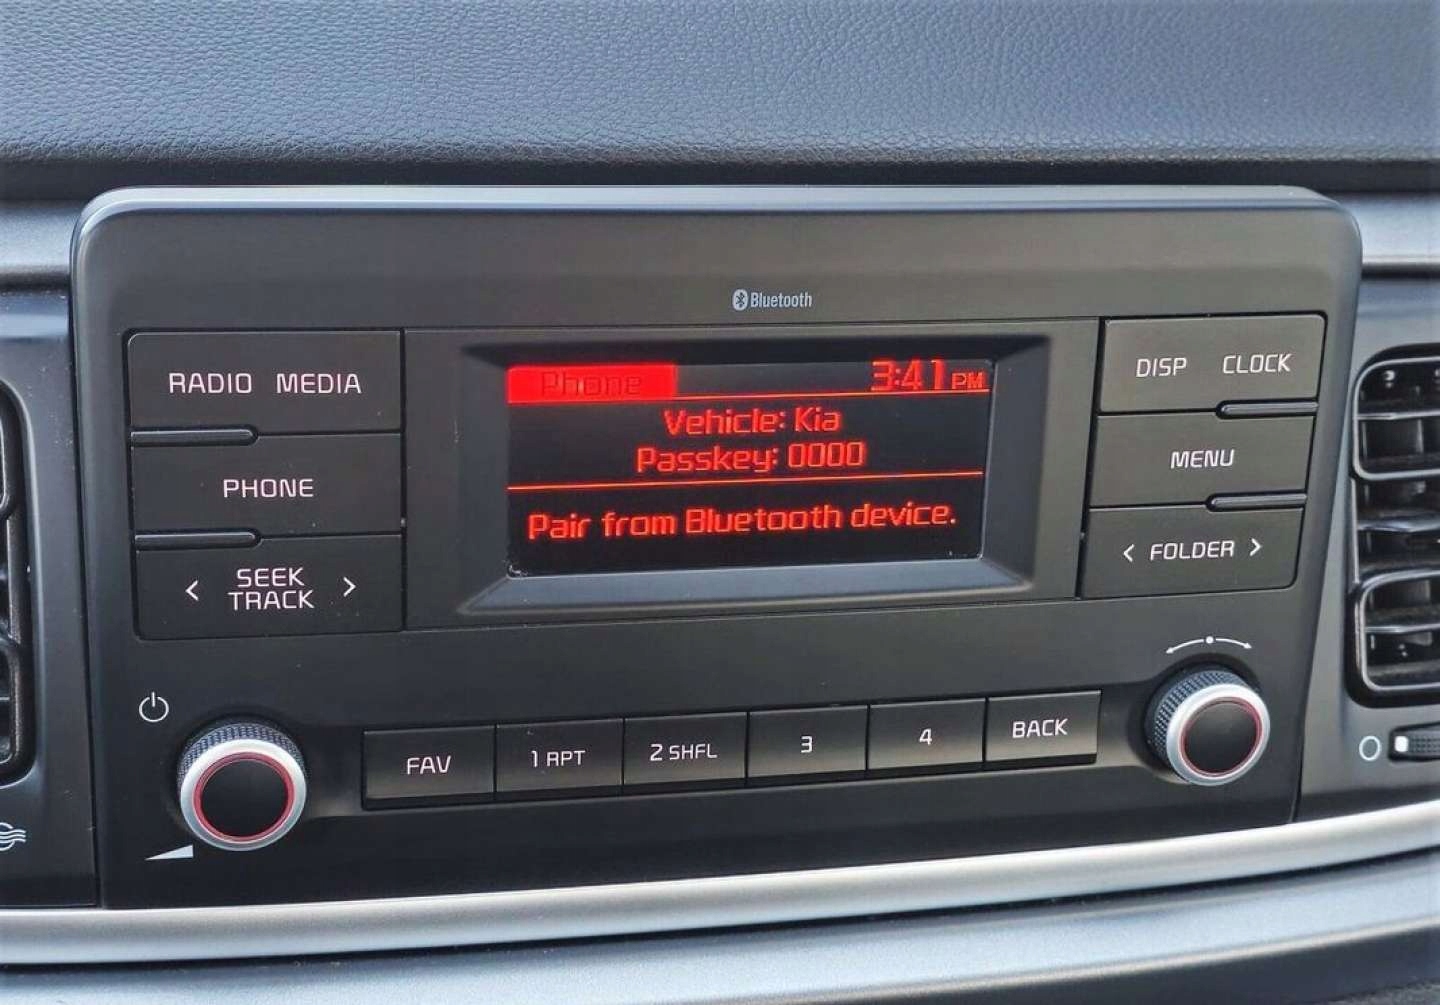 Bluetooth
RADIO MEDIA
DISP CLOCK
Phone 3:41 PM
Vehicle: Kia
Passkey: 0000
Pair from Bluetooth device.
PHONE
MENU
< SEEK >
TRACK
< FOLDER >
FAV
1 RPT
2 SHFL
3
4
BACK